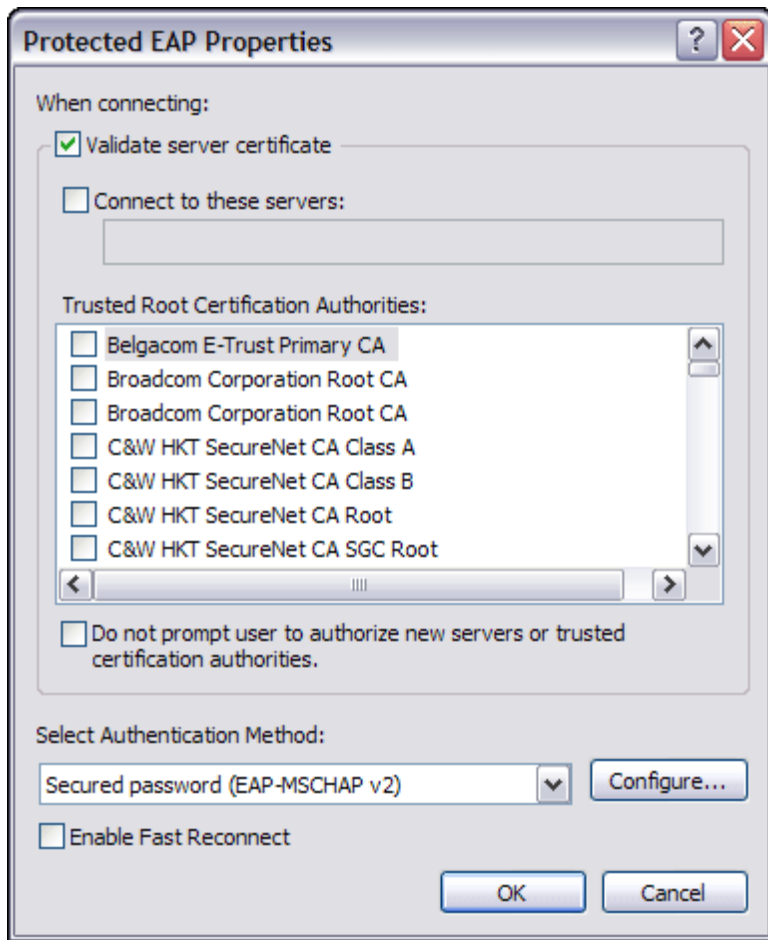 Protected EAP Properties
When connecting:
Validate server certificate
Connect to these servers:
Trusted Root Certification Authorities:
Belgacom E-Trust Primary CA
Broadcom Corporation Root CA
Broadcom Corporation Root CA
C&W HKT SecureNet CA Class A
C&W HKT SecureNet CA Class B
C&W HKT SecureNet CA Root
C&W HKT SecureNet CA SGC Root
Do not prompt user to authorize new servers or trusted
certification authorities.
Select Authentication Method:
Secured password (EAP-MSCHAP v2)
Configure...
Enable Fast Reconnect
OK
Cancel